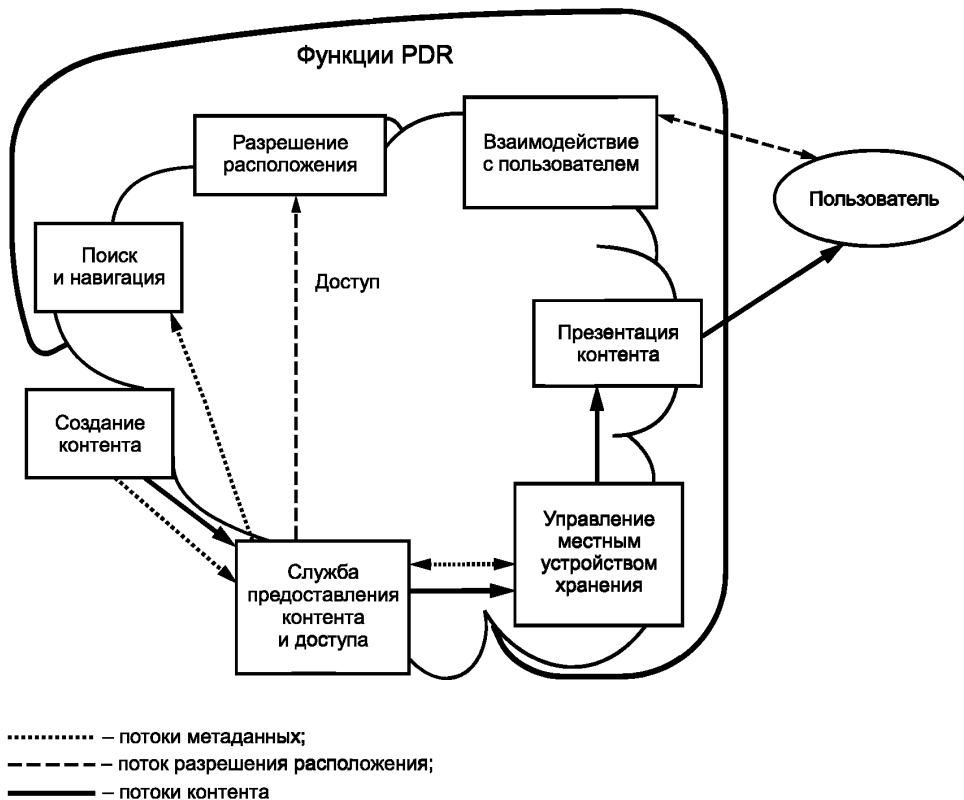 Функции PDR
Разрешение
расположения
Взаимодействие
с пользователем
Пользователь
Поиск
и навигация
Доступ
Презентация
контента
Создание
контента
Управление
местным
устройством
хранения
Служба
предоставления
контента
и доступа
– потоки метаданных;
– поток разрешения расположения;
– потоки контента